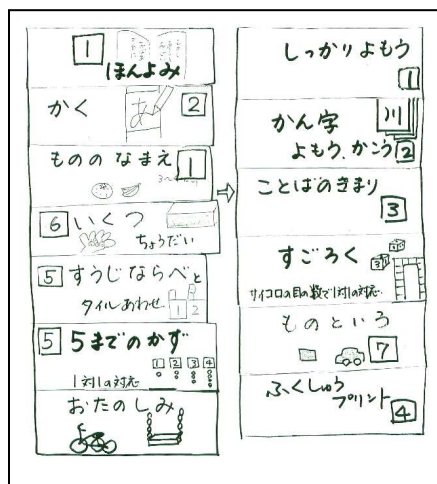 1
ほんよみ
かく
あ
2
もののなまえ
1
6
いくつ
ちょうだい
5
すうじならべと
タイルあわせ
1 2
5
5までのかず
1 2 3 4
1対1の対応
おたのしみ
しっかりよもう
1
川
かん字
よもう、かこう
2
ことばのきまり
3
すごろく
サイコロの目の数で1対1の対応
ものといろ
7
ふくしゅう
プリント
4